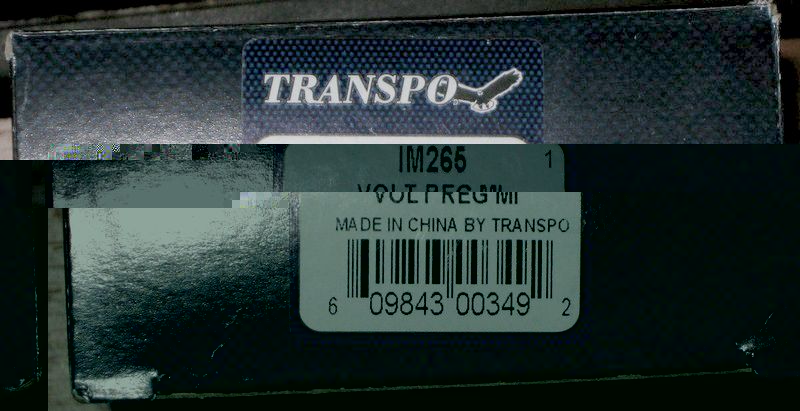 TRANSPO
IM265 1
MADE IN CHINA BY TRANSPO
6 09843 00349 2